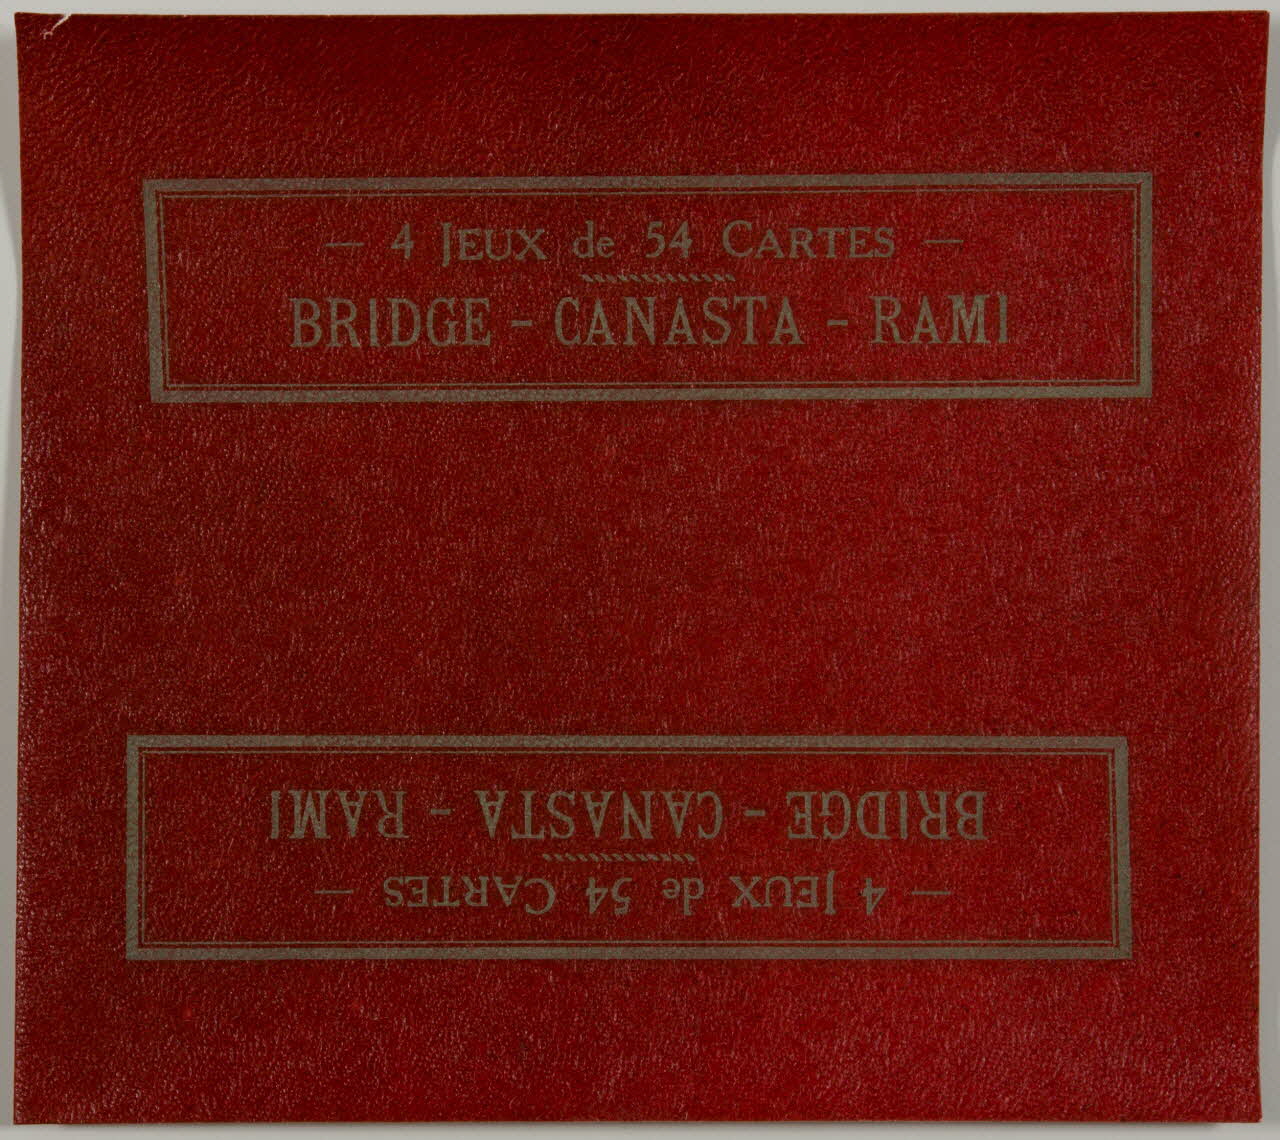 — 4 JEUX de 54 CARTES —
BRIDGE - CANASTA - RAMI
— 4 JEUX de 54 CARTES —
BRIDGE - CANASTA - RAMI